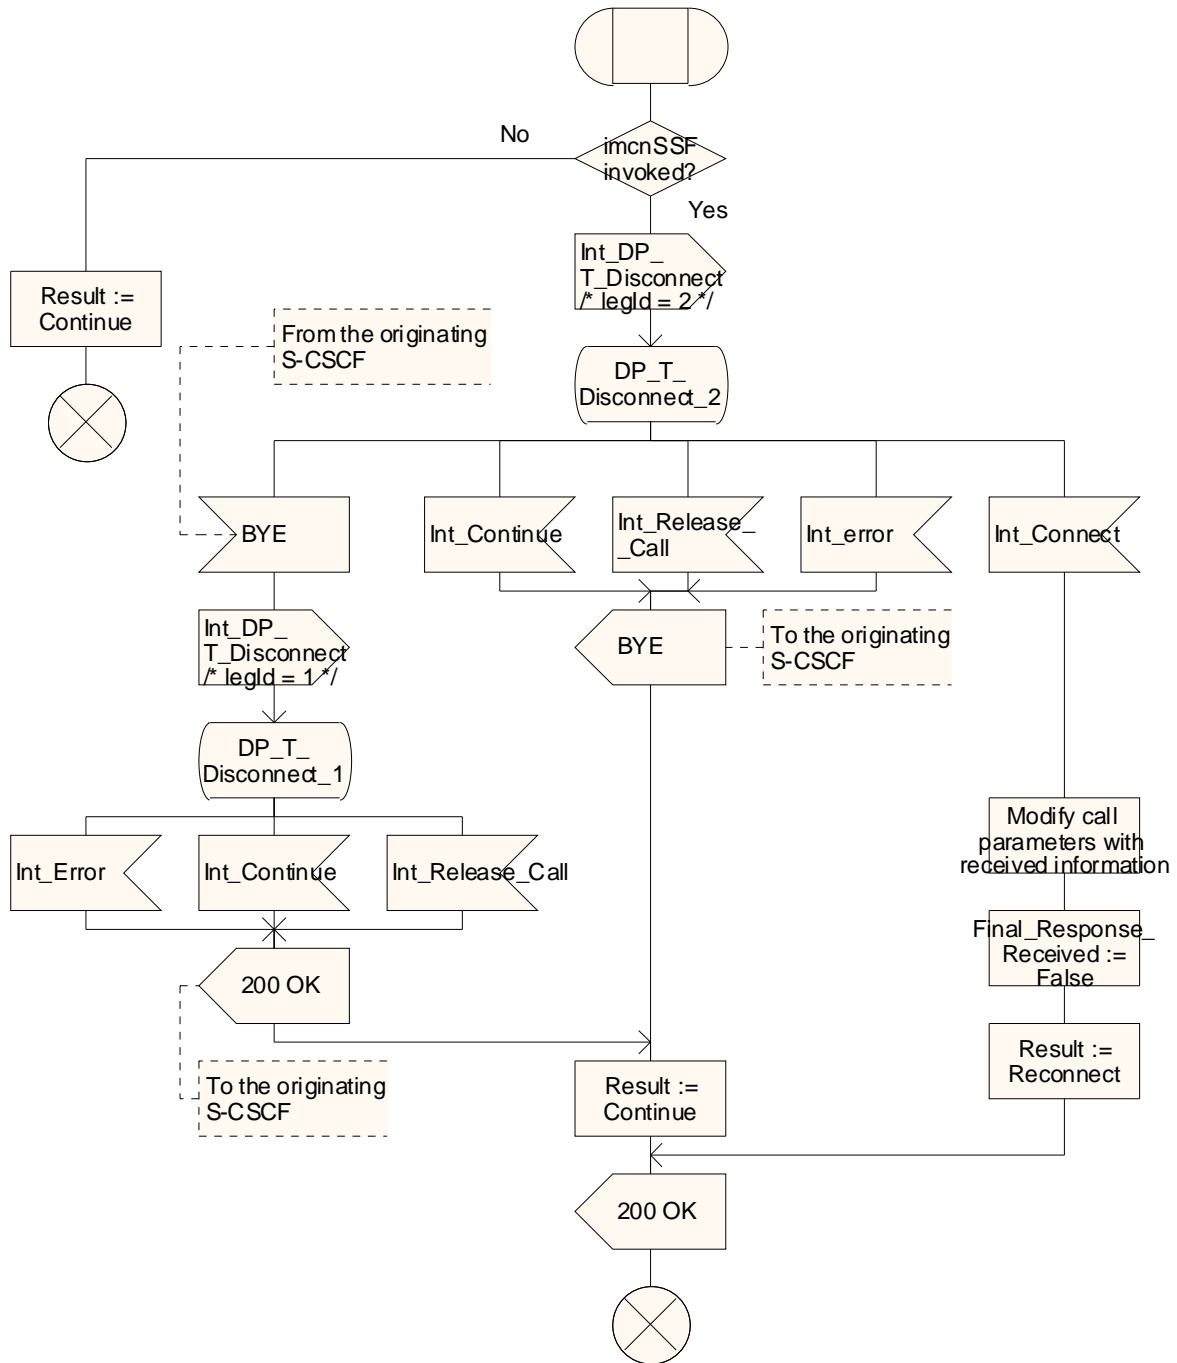 No
imcnSSF
invoked?
Yes
Int_DP_
T_Disconnect
/* legId = 2 */
Result :=
Continue
From the originating
S-CSCF
DP_T_
Disconnect_2
BYE
Int_Continue
Int_Release_
_Call
Int_error
Int_Connect
Int_DP_
T_Disconnect
/* legId = 1 */
BYE
To the originating
S-CSCF
DP_T_
Disconnect_1
Int_Error
Int_Continue
Int_Release_Call
Modify call
parameters with
received information
Final_Response_
Received :=
False
200 OK
Result :=
Reconnect
To the originating
S-CSCF
Result :=
Continue
200 OK